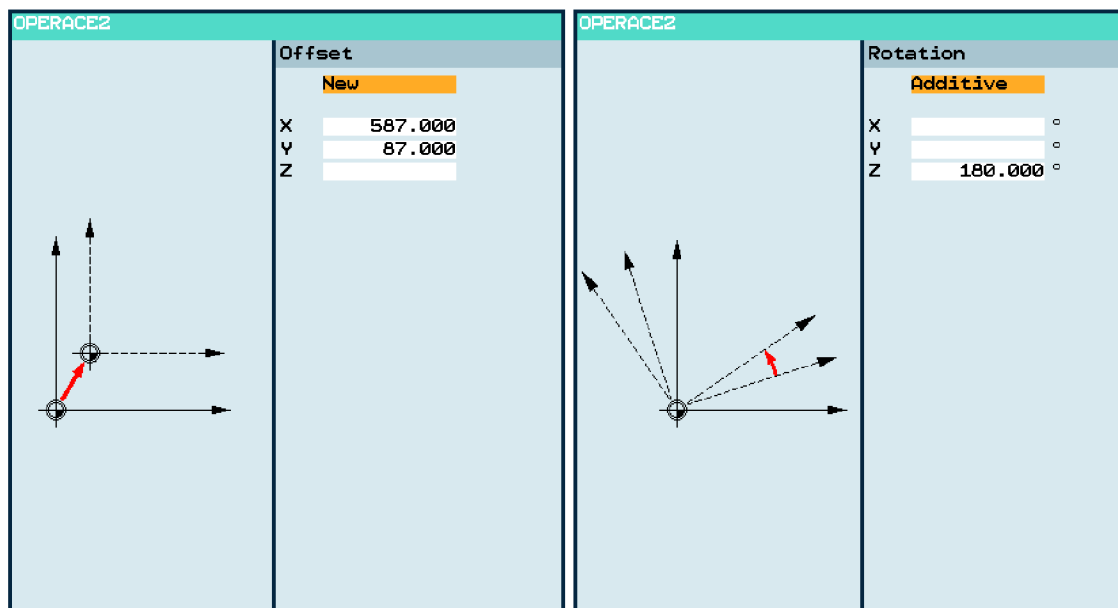 OPERACE2
Offset
New
X 587.000
Y 87.000
Z
OPERACE2
Rotation
Additive
X °
Y °
Z 180.000 °